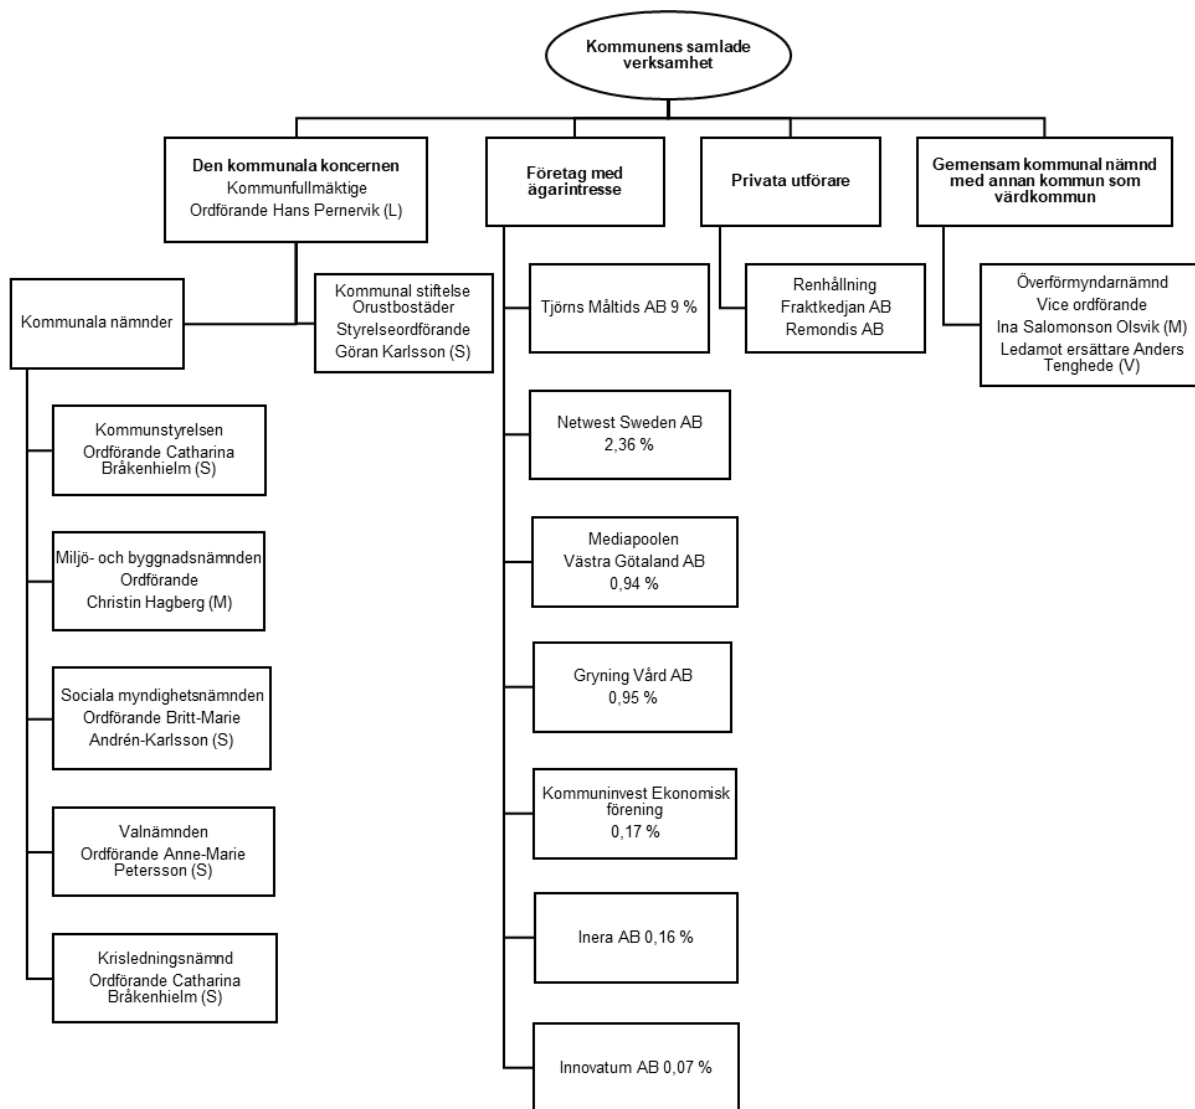 Kommunens samlade
verksamhet
Den kommunala koncernen
Kommunfullmäktige
Ordförande Hans Pernervik (L)
Företag med
ägarintresse
Privata utförare
Gemensam kommunal nämnd
med annan kommun som
värdkommun
Kommunala nämnder
Kommunal stiftelse
Orustbostäder
Styrelseordförande
Göran Karlsson (S)
Tjörns Måltids AB 9 %
Renhållning
Fraktkedjan AB
Remondis AB
Överförmyndarnämnd
Vice ordförande
Ina Salomonson Olsvik (M)
Ledamot ersättare Anders
Tenghede (V)
Kommunstyrelsen
Ordförande Catharina
Bråkenhielm (S)
Netwest Sweden AB
2,36 %
Miljö- och byggnadsnämnden
Ordförande
Christin Hagberg (M)
Mediapoolen
Västra Götaland AB
0,94 %
Sociala myndighetsnämnden
Ordförande Britt-Marie
Andrén-Karlsson (S)
Gryning Vård AB
0,95 %
Valnämnden
Ordförande Anne-Marie
Petersson (S)
Kommuninvest Ekonomisk
förening
0,17 %
Krisledningsnämnd
Ordförande Catharina
Bråkenhielm (S)
Inera AB 0,16 %
Innovatum AB 0,07 %